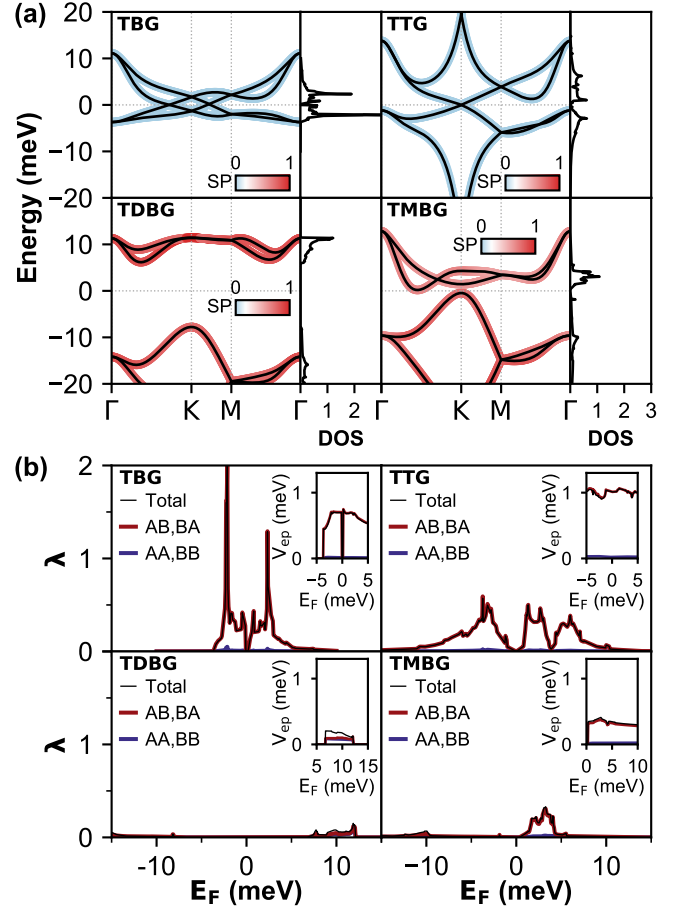 (a)
TBG
TTG
20
10
0
−10
−20
Energy (meV)
0 1
SP
0 1
SP
TDBG
TMBG
20
10
0
−10
−20
0 1
SP
0 1
SP
Γ K M Γ 1 2 Γ K M Γ 1 2 3
DOS DOS
(b)
TBG
Total
AB,BA
AA,BB
2
1
0
λ
Vep (meV)
1
0
−5 0 5
EF (meV)
TTG
Total
AB,BA
AA,BB
Vep (meV)
1
0
−5 0 5
EF (meV)
TDBG
Total
AB,BA
AA,BB
1
0
λ
Vep (meV)
1
0
5 10 15
EF (meV)
TMBG
Total
AB,BA
AA,BB
Vep (meV)
1
0
0 5 10
EF (meV)
-10 0 10
EF (meV)
−10 0 10
EF (meV)